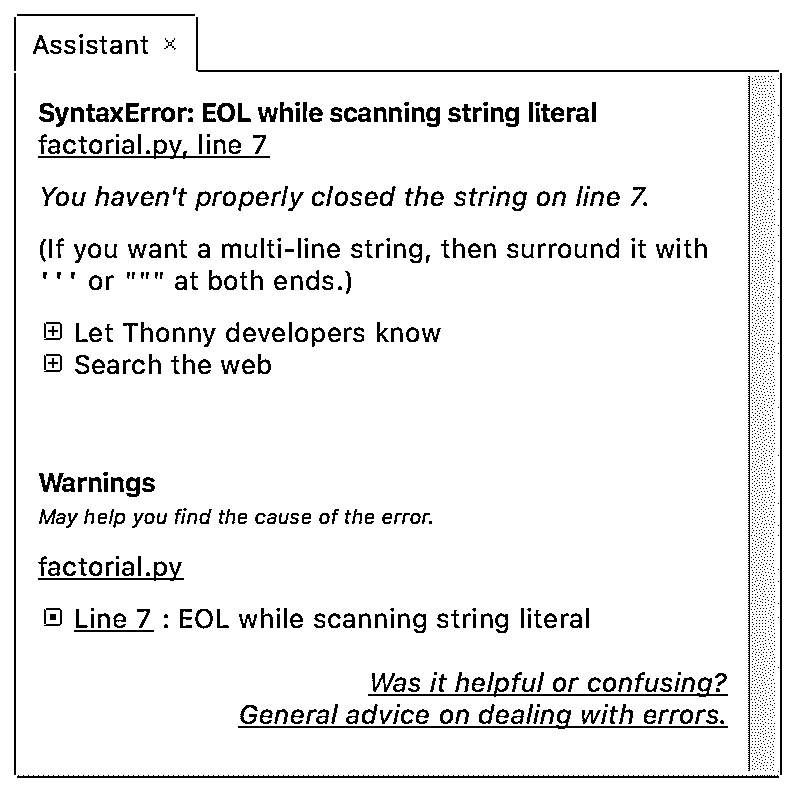 Assistant ×
SyntaxError: EOL while scanning string literal
factorial.py, line 7
You haven't properly closed the string on line 7.
(If you want a multi-line string, then surround it with
''' or """ at both ends.)
Let Thonny developers know
Search the web
Warnings
May help you find the cause of the error.
factorial.py
Line 7 : EOL while scanning string literal
Was it helpful or confusing?
General advice on dealing with errors.